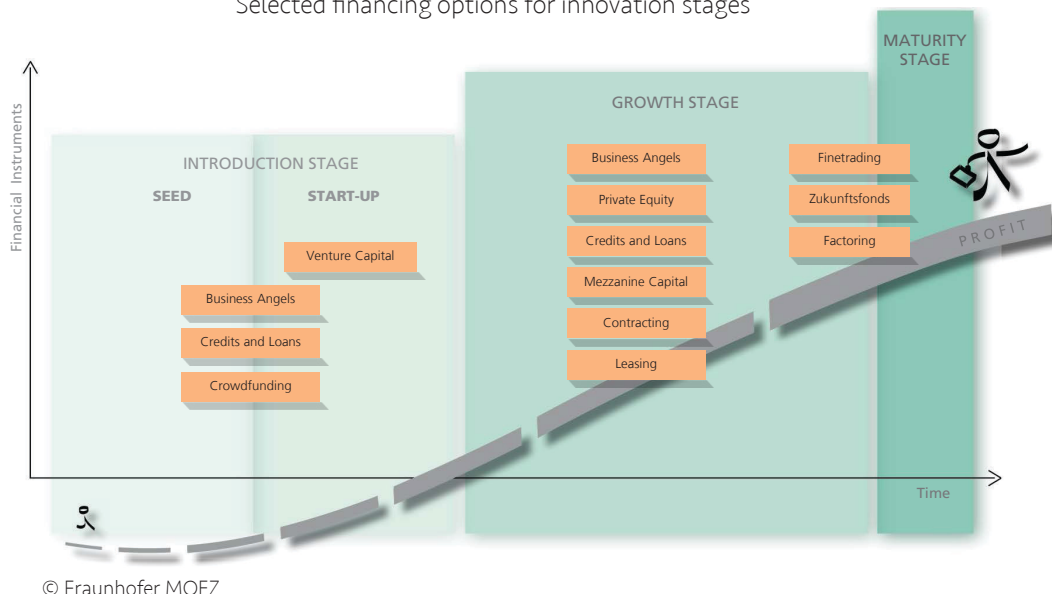 Selected financing options for innovation stages
MATURITY
STAGE
GROWTH STAGE
INTRODUCTION STAGE
SEED
START-UP
Financial Instruments
Venture Capital
Business Angels
Credits and Loans
Crowdfunding
Business Angels
Private Equity
Credits and Loans
Mezzanine Capital
Contracting
Leasing
Finetrading
Zukunftsfonds
Factoring
PROFIT
Time
© Fraunhofer MOEZ